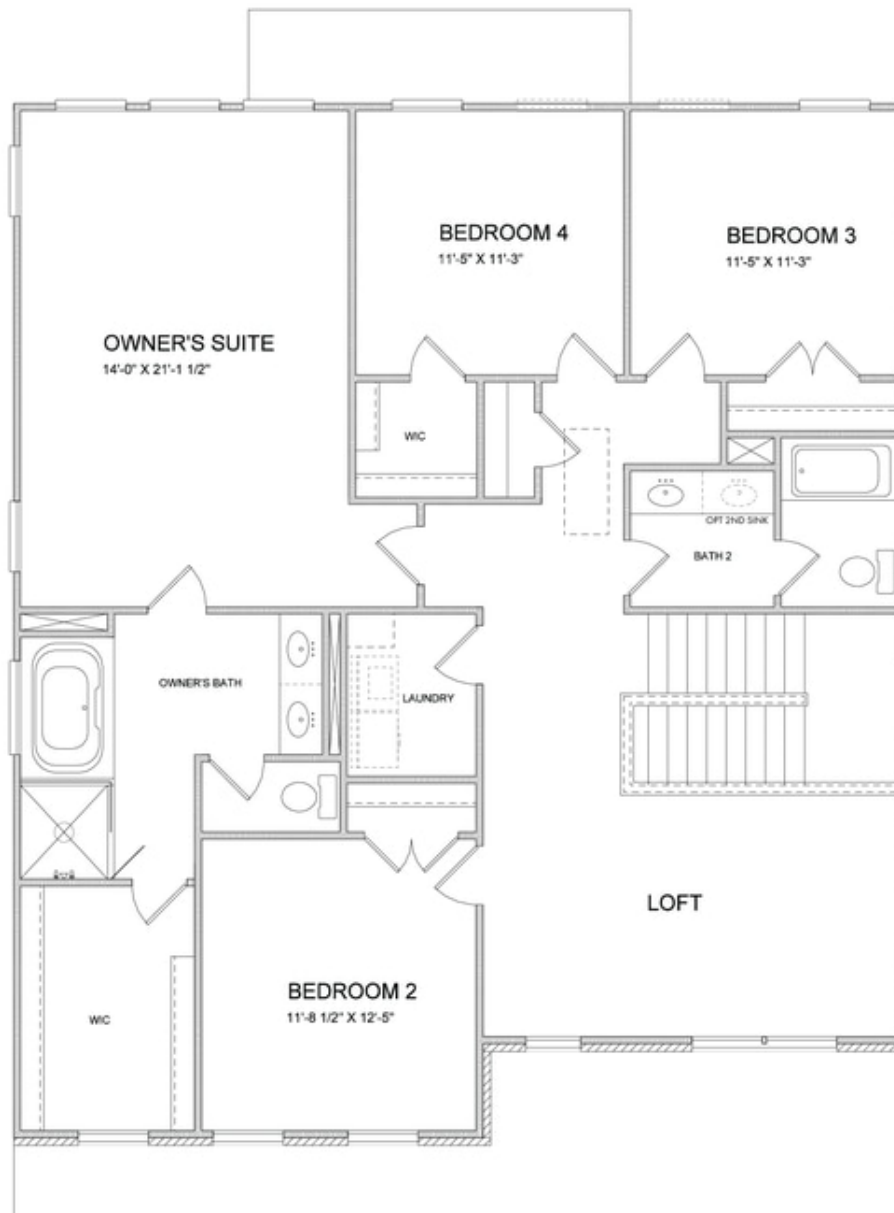 BEDROOM 4
11'-5" X 11'-3"
BEDROOM 3
11'-5" X 11'-3"
OWNER'S SUITE
14'-0" X 21'-1 1/2"
WIC
OPT 2ND SINK
BATH 2
OWNER'S BATH
LAUNDRY
LOFT
BEDROOM 2
11'-8 1/2" X 12'-5"
WIC